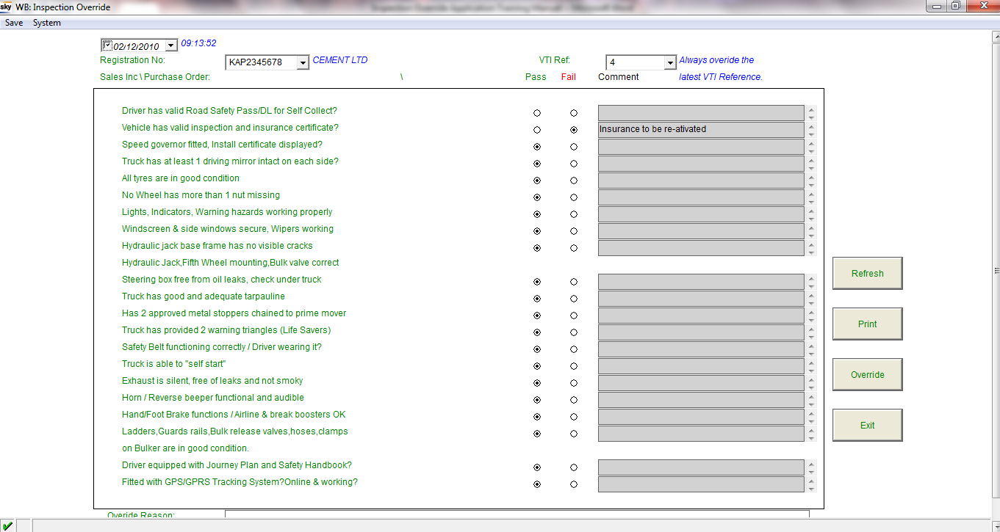 sky WB: Inspection Override
Save System
02/12/2010 09:13:52
Registration No: KAP2345678 CEMENT LTD VTI Ref: 4 Always overide the
Sales Inc \ Purchase Order: \ Pass Fail Comment latest VTI Reference.
Driver has valid Road Safety Pass/DL for Self Collect?
Vehicle has valid inspection and insurance certificate? Insurance to be re-ativated
Speed governor fitted, Install certificate displayed?
Truck has at least 1 driving mirror intact on each side?
All tyres are in good condition
No Wheel has more than 1 nut missing
Lights, Indicators, Warning hazards working properly
Windscreen & side windows secure, Wipers working
Hydraulic jack base frame has no visible cracks
Hydraulic Jack,Fifth Wheel mounting,Bulk valve correct
Steering box free from oil leaks, check under truck
Truck has good and adequate tarpauline
Has 2 approved metal stoppers chained to prime mover
Truck has provided 2 warning triangles (Life Savers)
Safety Belt functioning correctly / Driver wearing it?
Truck is able to "self start"
Exhaust is silent, free of leaks and not smoky
Horn / Reverse beeper functional and audible
Hand/Foot Brake functions / Airline & break boosters OK
Ladders,Guards rails,Bulk release valves,hoses,clamps
on Bulker are in good condition.
Driver equipped with Journey Plan and Safety Handbook?
Fitted with GPS/GPRS Tracking System?Online & working?
Refresh
Print
Override
Exit
Overide Reason: